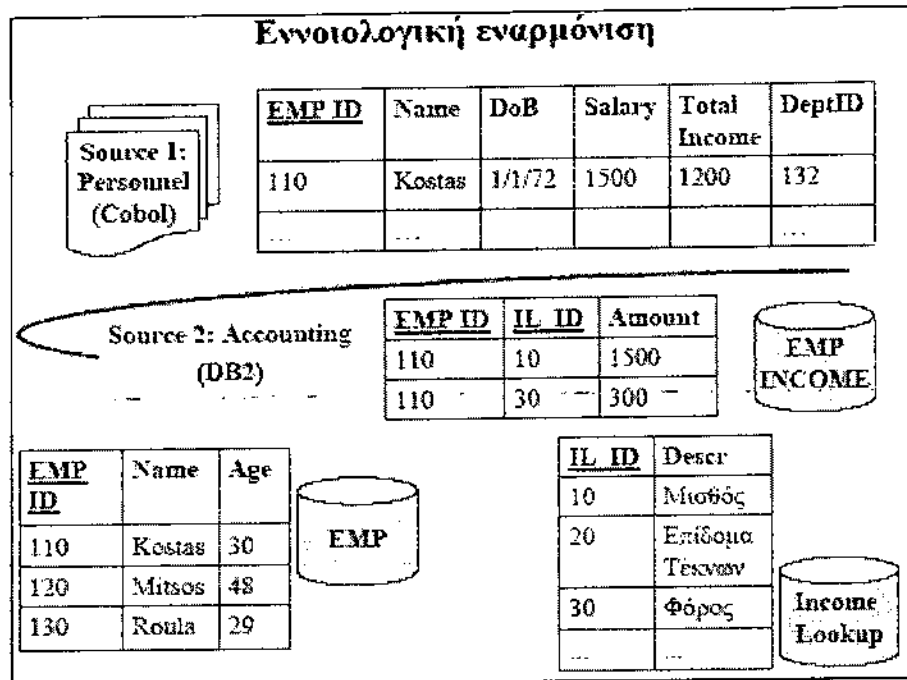 Εννοιολογική εναρμόνιση
Source 1:
Personnel
(Cobol)
EMP ID Name DoB Salary Total Income DeptID
110 Kostas 1/1/72 1500 1200 132
... ... ...
Source 2: Accounting
(DB2)
EMP ID IL_ID Amount
110 10 1500
110 30 300
EMP
INCOME
EMP ID Name Age
110 Kostas 30
120 Mitsos 48
130 Roula 29
EMP
IL_ID Descr
10 Μισθός
20 Επίδομα
Τέκνων
30 Φόρος
... ...
Income
Lookup